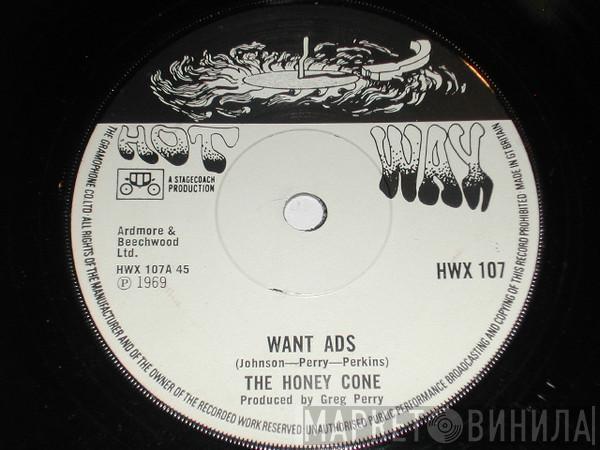 HOT WAX
A STAGECOACH
PRODUCTION
Ardmore &
Beechwood
Ltd.
HWX 107A 45
Ⓟ 1969
HWX 107
WANT ADS
(Johnson—Perry—Perkins)
THE HONEY CONE
Produced by Greg Perry
THE GRAMOPHONE CO. LTD. ALL RIGHTS OF THE MANUFACTURER AND OF THE OWNER OF THE RECORDED WORK RESERVED. UNAUTHORISED PUBLIC PERFORMANCE BROADCASTING AND COPYING OF THIS RECORD PROHIBITED MADE IN GT BRITAIN
МАРКЕТОВИНИЛА